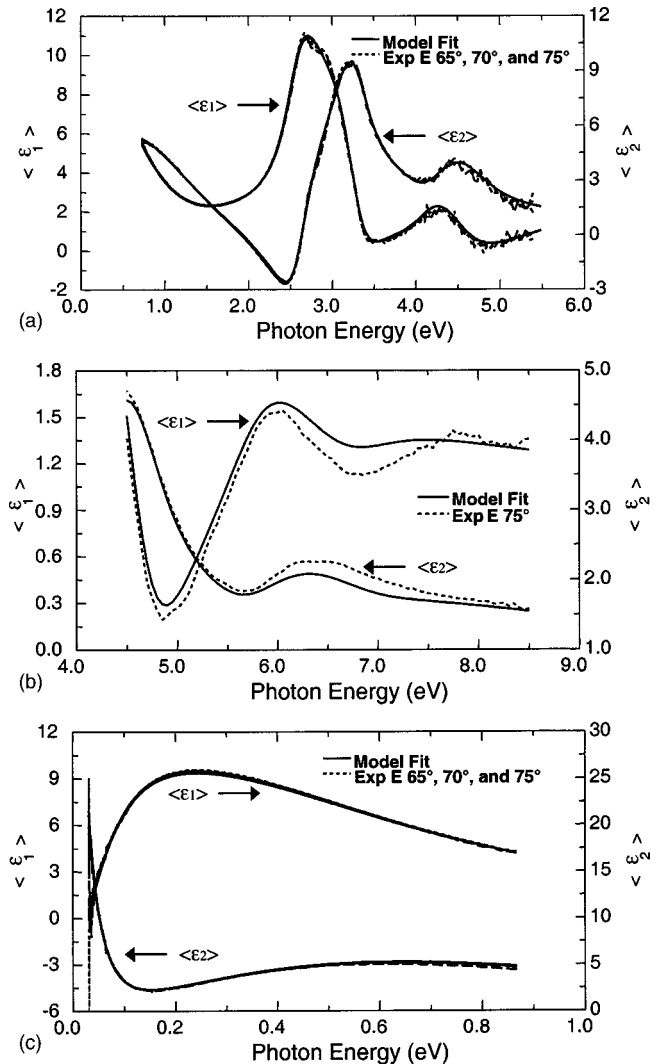 12 12
10 9
8 6
6
4 3
2 0
0
-2 -3
0.0 1.0 2.0 3.0 4.0 5.0 6.0
< ε1 >
< ε2 >
Model Fit
Exp E 65°, 70°, and 75°
<ε1>
<ε2>
Photon Energy (eV)
(a)
1.8 5.0
1.5 4.0
1.2
0.9 3.0
0.6 2.0
0.3
0.0 1.0
4.0 5.0 6.0 7.0 8.0 9.0
< ε1 >
< ε2 >
<ε1>
Model Fit
Exp E 75°
<ε2>
Photon Energy (eV)
(b)
12 30
9 25
6 20
3 15
0 10
-3 5
-6 0
0.0 0.2 0.4 0.6 0.8 1.0
< ε1 >
< ε2 >
Model Fit
Exp E 65°, 70°, and 75°
<ε1>
<ε2>
Photon Energy (eV)
(c)